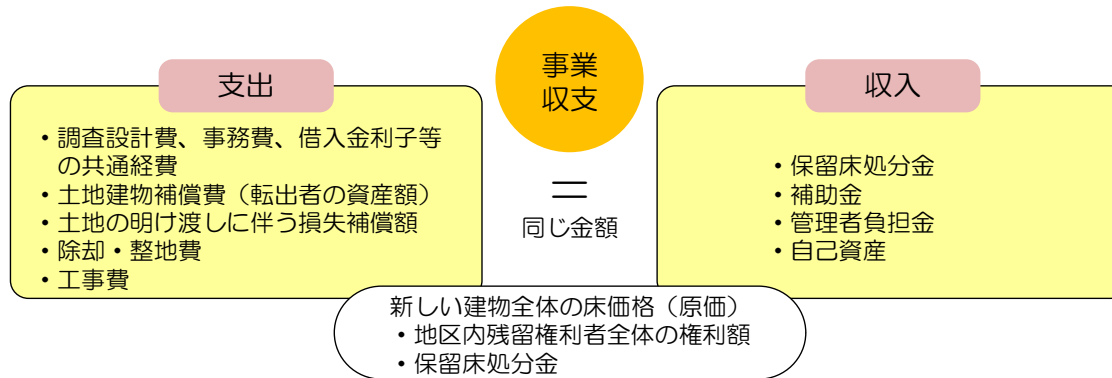 事業
収支
支出
・調査設計費、事務費、借入金利子等
の共通経費
・土地建物補償費（転出者の資産額）
・土地の明け渡しに伴う損失補償額
・除却・整地費
・工事費
＝
同じ金額
収入
・保留床処分金
・補助金
・管理者負担金
・自己資産
新しい建物全体の床価格（原価）
・地区内残留権利者全体の権利額
・保留床処分金